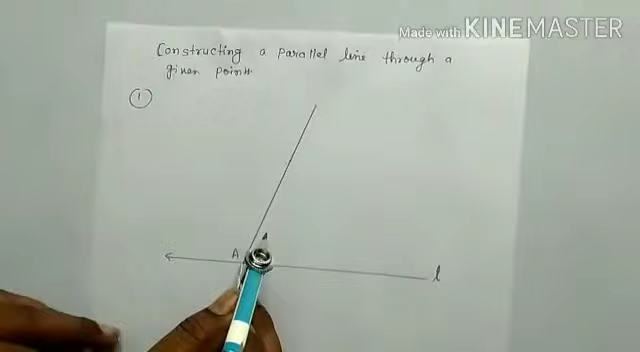 Made with KINEMASTER
Constructing a parallel line through a
given point.
1
A
l